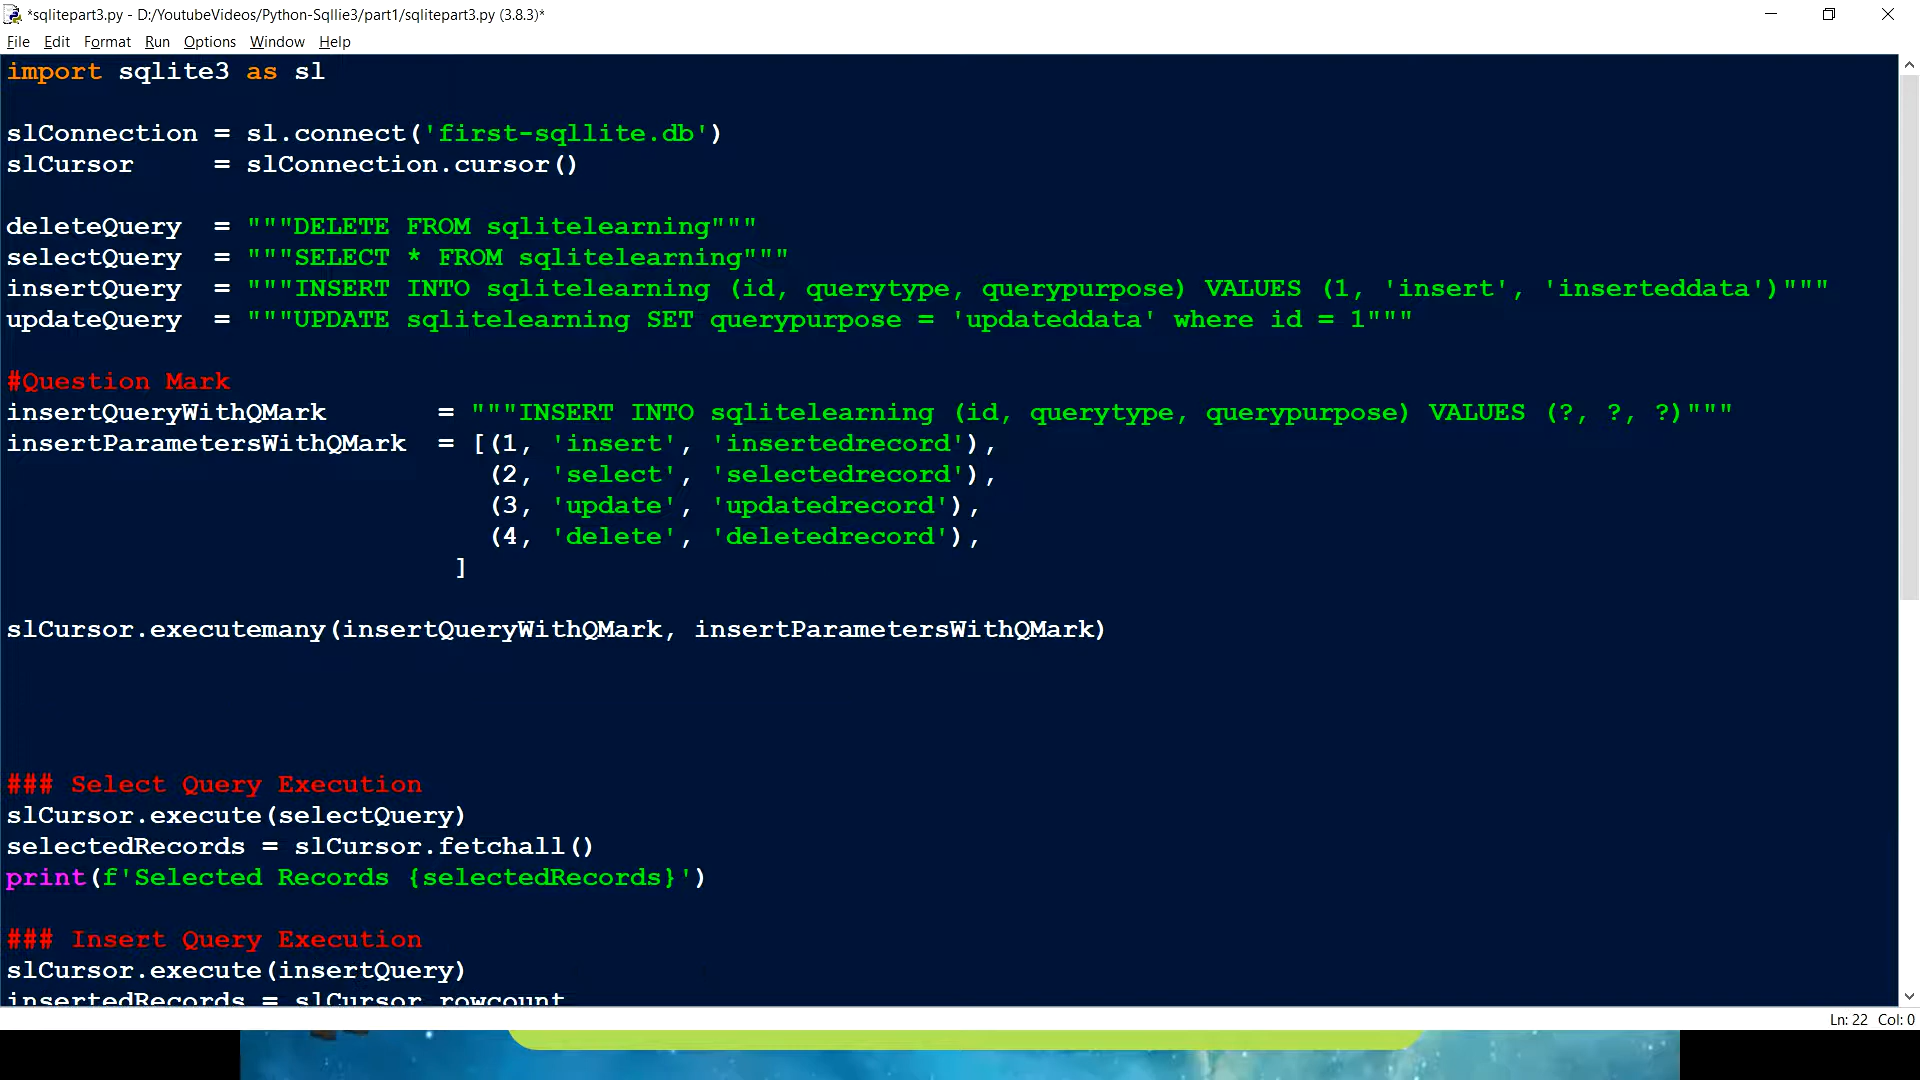 *sqlitepart3.py - D:/YoutubeVideos/Python-Sqllie3/part1/sqlitepart3.py (3.8.3)*
File Edit Format Run Options Window Help
import sqlite3 as sl
slConnection = sl.connect('first-sqllite.db')
slCursor     = slConnection.cursor()
deleteQuery  = """DELETE FROM sqlitelearning"""
selectQuery  = """SELECT * FROM sqlitelearning"""
insertQuery  = """INSERT INTO sqlitelearning (id, querytype, querypurpose) VALUES (1, 'insert', 'inserteddata')"""
updateQuery  = """UPDATE sqlitelearning SET querypurpose = 'updateddata' where id = 1"""
#Question Mark
insertQueryWithQMark       = """INSERT INTO sqlitelearning (id, querytype, querypurpose) VALUES (?, ?, ?)"""
insertParametersWithQMark  = [(1, 'insert', 'insertedrecord'),
(2, 'select', 'selectedrecord'),
(3, 'update', 'updatedrecord'),
(4, 'delete', 'deletedrecord'),
]
slCursor.executemany(insertQueryWithQMark, insertParametersWithQMark)
### Select Query Execution
slCursor.execute(selectQuery)
selectedRecords = slCursor.fetchall()
print(f'Selected Records {selectedRecords}')
### Insert Query Execution
slCursor.execute(insertQuery)
insertedRecords = slCursor.rowcount
Ln: 22 Col: 0